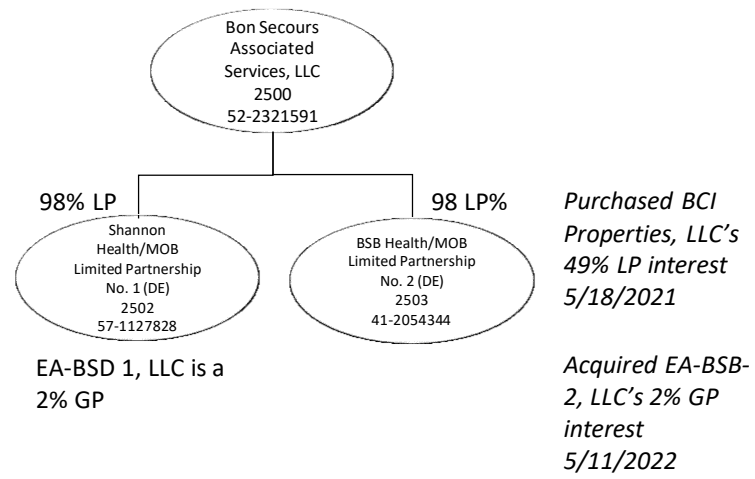 Bon Secours
Associated
Services, LLC
2500
52-2321591
98% LP
98 LP%
Shannon
Health/MOB
Limited Partnership
No. 1 (DE)
2502
57-1127828
BSB Health/MOB
Limited Partnership
No. 2 (DE)
2503
41-2054344
EA-BSD 1, LLC is a
2% GP
Purchased BCI
Properties, LLC’s
49% LP interest
5/18/2021
Acquired EA-BSB-
2, LLC’s 2% GP
interest
5/11/2022